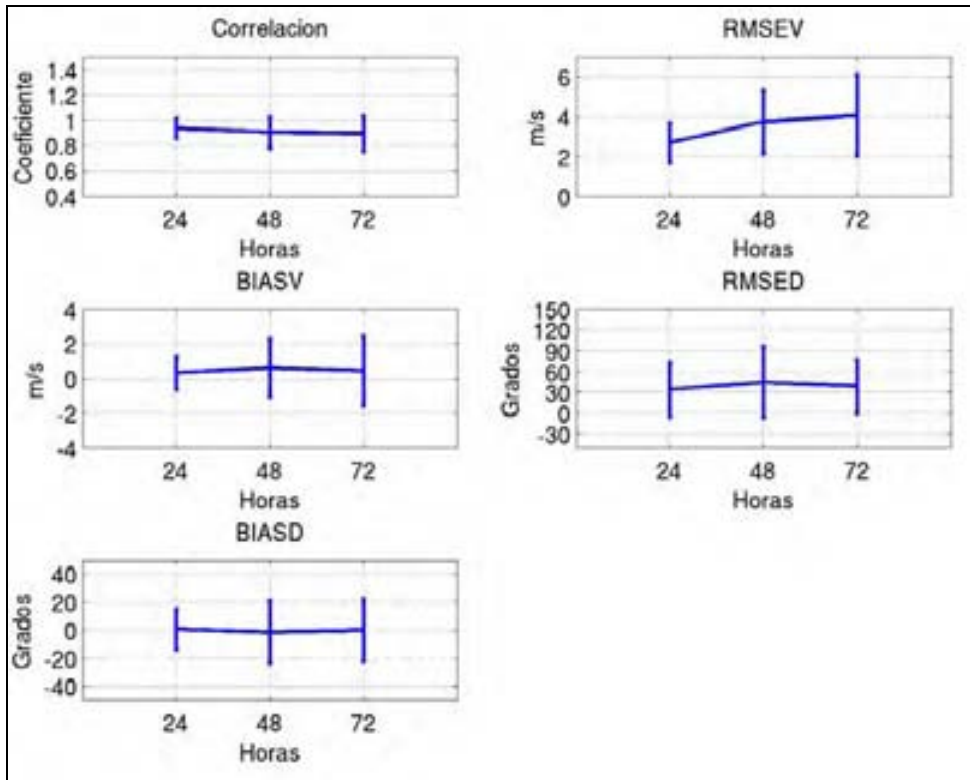 Correlacion
Coeficiente
1.4
1.2
1
0.8
0.6
0.4
24 48 72
Horas
RMSEV
m/s
6
4
2
0
24 48 72
Horas
BIASV
m/s
4
2
0
-2
-4
24 48 72
Horas
RMSED
Grados
150
120
90
60
30
0
-30
24 48 72
Horas
BIASD
Grados
40
20
0
-20
-40
24 48 72
Horas